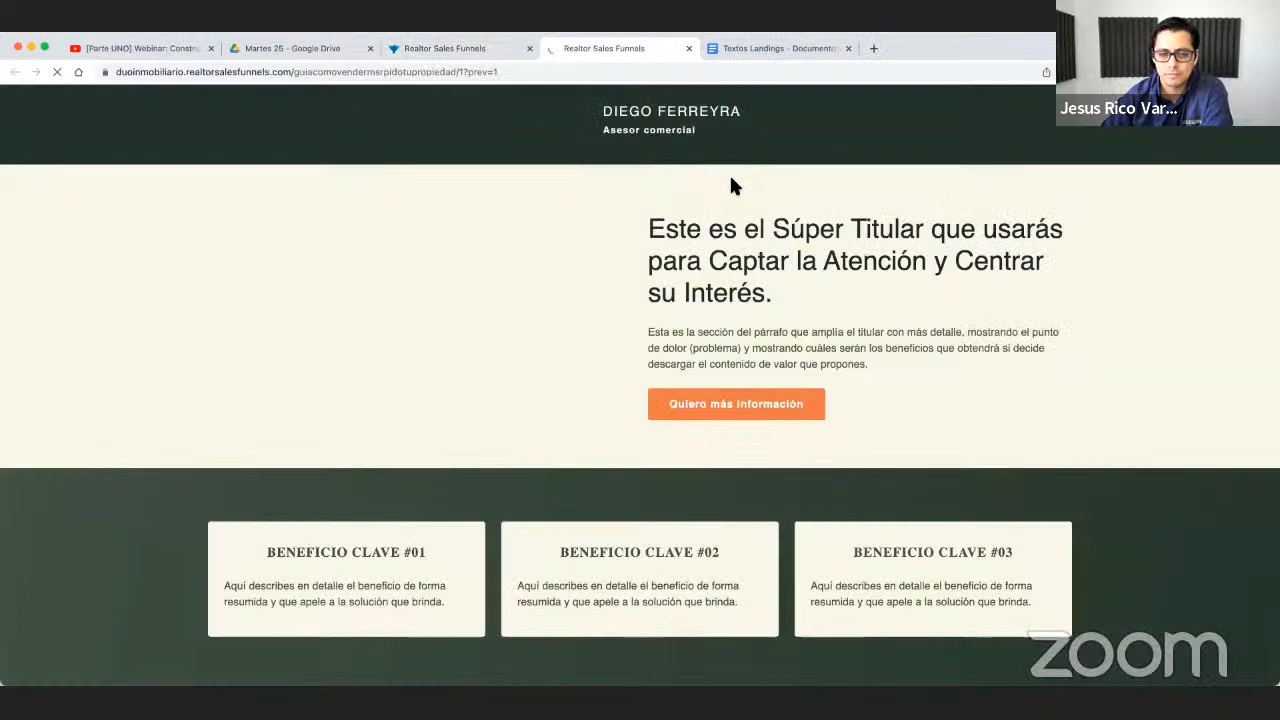 [Parte UNO] Webinar: Constru
Martes 25 - Google Drive
Realtor Sales Funnels
Realtor Sales Funnels
Textos Landings - Documento
duoinmobiliario.realtorsalesfunnels.com/guiacomovendermsrpidotupropiedad/1?prev=1
Jesus Rico Var...
DIEGO FERREYRA
Asesor comercial
Este es el Súper Titular que usarás
para Captar la Atención y Centrar
su Interés.
Esta es la sección del párrafo que amplía el titular con más detalle, mostrando el punto
de dolor (problema) y mostrando cuáles serán los beneficios que obtendrá si decide
descargar el contenido de valor que propones.
Quiero más información
BENEFICIO CLAVE #01
Aquí describes en detalle el beneficio de forma
resumida y que apele a la solución que brinda.
BENEFICIO CLAVE #02
Aquí describes en detalle el beneficio de forma
resumida y que apele a la solución que brinda.
BENEFICIO CLAVE #03
Aquí describes en detalle el beneficio de forma
resumida y que apele a la solución que brinda.
zoom